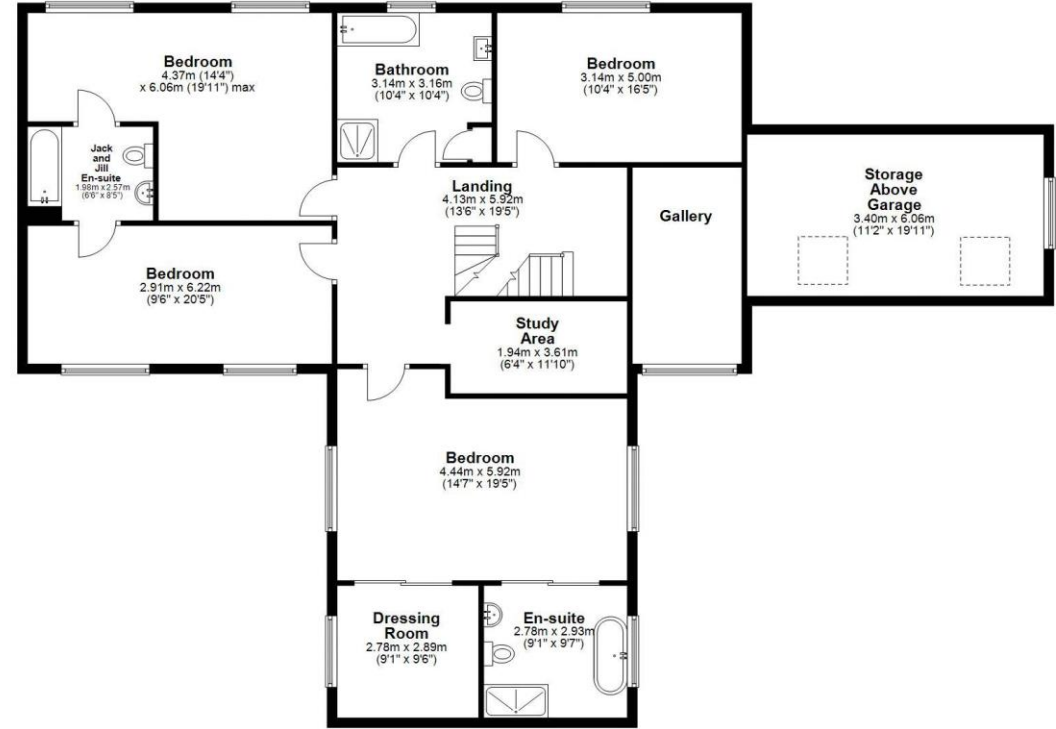 Bedroom
4.37m (14'4")
x 6.06m (19'11") max
Bathroom
3.14m x 3.16m
(10'4" x 10'4")
Bedroom
3.14m x 5.00m
(10'4" x 16'5")
Jack
and
Jill
En-suite
1.98m x 2.57m
(6'6" x 8'5")
Landing
4.13m x 5.92m
(13'6" x 19'5")
Gallery
Storage
Above
Garage
3.40m x 6.06m
(11'2" x 19'11")
Bedroom
2.91m x 6.22m
(9'6" x 20'5")
Study
Area
1.94m x 3.61m
(6'4" x 11'10")
Bedroom
4.44m x 5.92m
(14'7" x 19'5")
Dressing
Room
2.78m x 2.89m
(9'1" x 9'6")
En-suite
2.78m x 2.93m
(9'1" x 9'7")